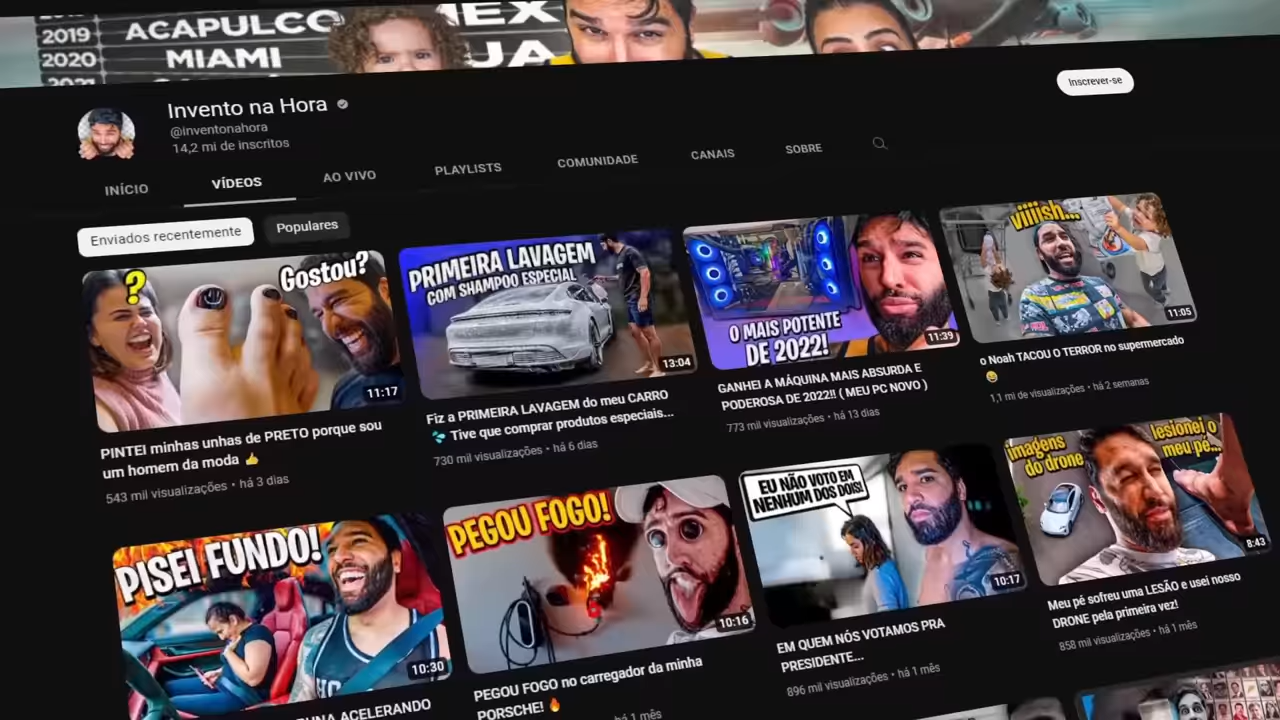 2019
ACAPULCO
MEX
2020
MIAMI
UA
2021
Invento na Hora
@inventonahora
14,2 mi de inscritos
Inscrever-se
INÍCIO
VÍDEOS
AO VIVO
PLAYLISTS
COMUNIDADE
CANAIS
SOBRE
Enviados recentemente
Populares
?
Gostou?
11:17
PINTEI minhas unhas de PRETO porque sou
um homem da moda 👍
543 mil visualizações • há 3 dias
PRIMEIRA LAVAGEM
COM SHAMPOO ESPECIAL
13:04
Fiz a PRIMEIRA LAVAGEM do meu CARRO
💦 Tive que comprar produtos especiais...
730 mil visualizações • há 6 dias
O MAIS POTENTE
DE 2022!
11:39
GANHEI A MÁQUINA MAIS ABSURDA E
PODEROSA DE 2022!! ( MEU PC NOVO )
773 mil visualizações • há 13 dias
viiiish...
11:05
o Noah TACOU O TERROR no supermercado
😅
1,1 mi de visualizações • há 2 semanas
PISEI FUNDO!
10:30
ACELERANDO
PEGOU FOGO!
10:16
PEGOU FOGO no carregador da minha
PORSCHE! 🔥
há 1 mês
EU NÃO VOTO EM
NENHUM DOS DOIS!
10:17
EM QUEM NÓS VOTAMOS PRA
PRESIDENTE...
896 mil visualizações • há 1 mês
imagens
do drone
lesionei o
meu pé...
8:43
Meu pé sofreu uma LESÃO e usei nosso
DRONE pela primeira vez!
858 mil visualizações • há 1 mês